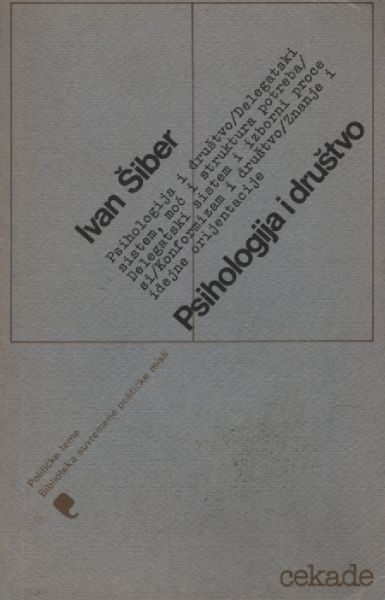 Ivan Šiber
Psihologija i društvo/Delegatski
sistem, moć i struktura potreba/
Delegatski sistem i izborni proce
si/Konformizam i društvo/Znanje i
idejne orijentacije
Psihologija i društvo
Političke teme
Biblioteka suvremene političke misli
cekade